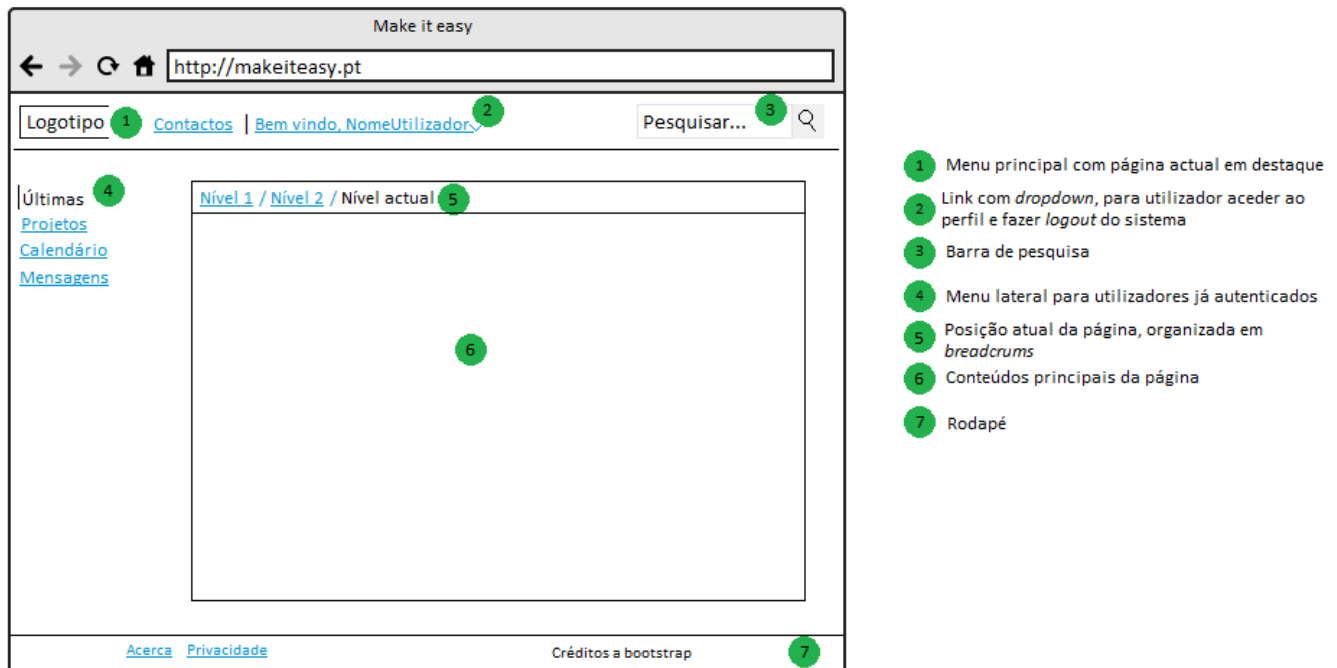 Make it easy
http://makeiteasy.pt
Logotipo 1 Contactos | Bem vindo, NomeUtilizador 2 Pesquisar... 3
Últimas 4
Projetos
Calendário
Mensagens
Nível 1 / Nível 2 / Nível actual 5
6
Acerca Privacidade Créditos a bootstrap 7
1 Menu principal com página actual em destaque
2 Link com dropdown, para utilizador aceder ao
perfil e fazer logout do sistema
3 Barra de pesquisa
4 Menu lateral para utilizadores já autenticados
5 Posição atual da página, organizada em
breadcrums
6 Conteúdos principais da página
7 Rodapé